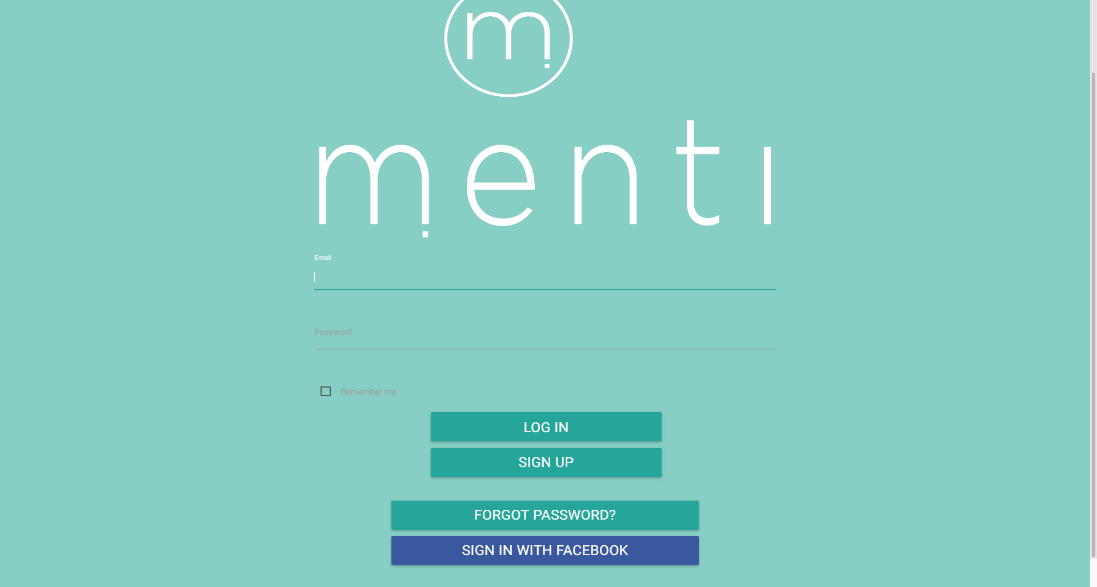 m
menti
Email
Password
Remember me
LOG IN
SIGN UP
FORGOT PASSWORD?
SIGN IN WITH FACEBOOK